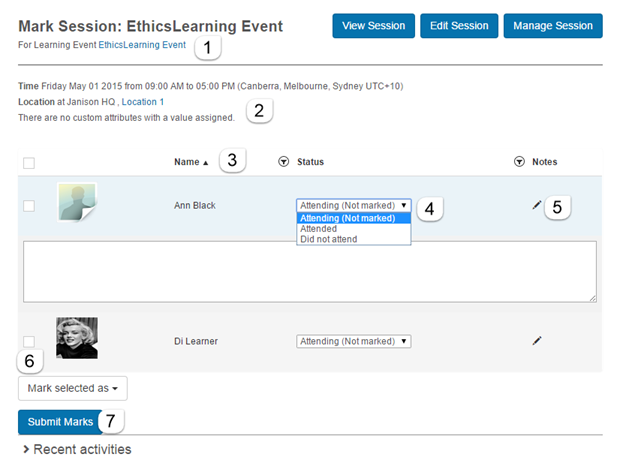 Mark Session: EthicsLearning Event
View Session
Edit Session
Manage Session
For Learning Event EthicsLearning Event
1
Time Friday May 01 2015 from 09:00 AM to 05:00 PM (Canberra, Melbourne, Sydney UTC+10)
Location at Janison HQ , Location 1
2
There are no custom attributes with a value assigned.
Name ▲ 3 Status Notes
Ann Black Attending (Not marked) ▼ 4 5
Attending (Not marked)
Attended
Did not attend
Di Learner Attending (Not marked) ▼
6
Mark selected as
Submit Marks 7
Recent activities